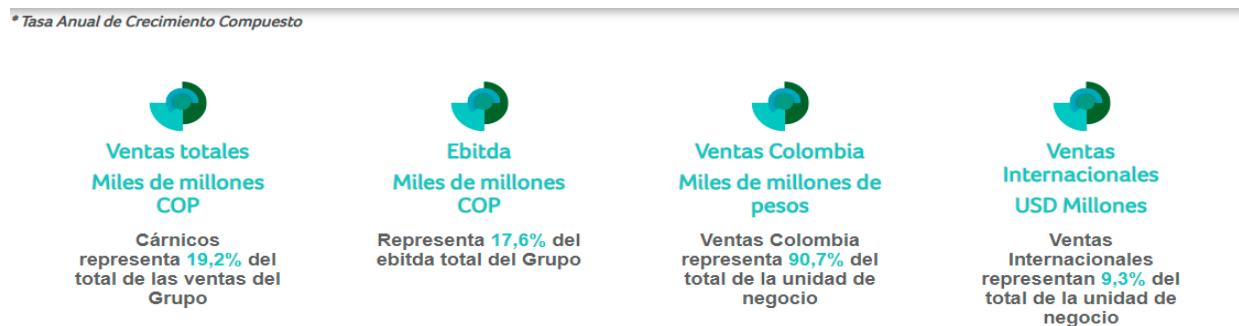 * Tasa Anual de Crecimiento Compuesto
Ventas totales
Miles de millones
COP
Cárnicos
representa 19,2% del
total de las ventas del
Grupo
Ebitda
Miles de millones
COP
Representa 17,6% del
ebitda total del Grupo
Ventas Colombia
Miles de millones de
pesos
Ventas Colombia
representa 90,7% del
total de la unidad de
negocio
Ventas
Internacionales
USD Millones
Ventas
Internacionales
representan 9,3% del
total de la unidad de
negocio